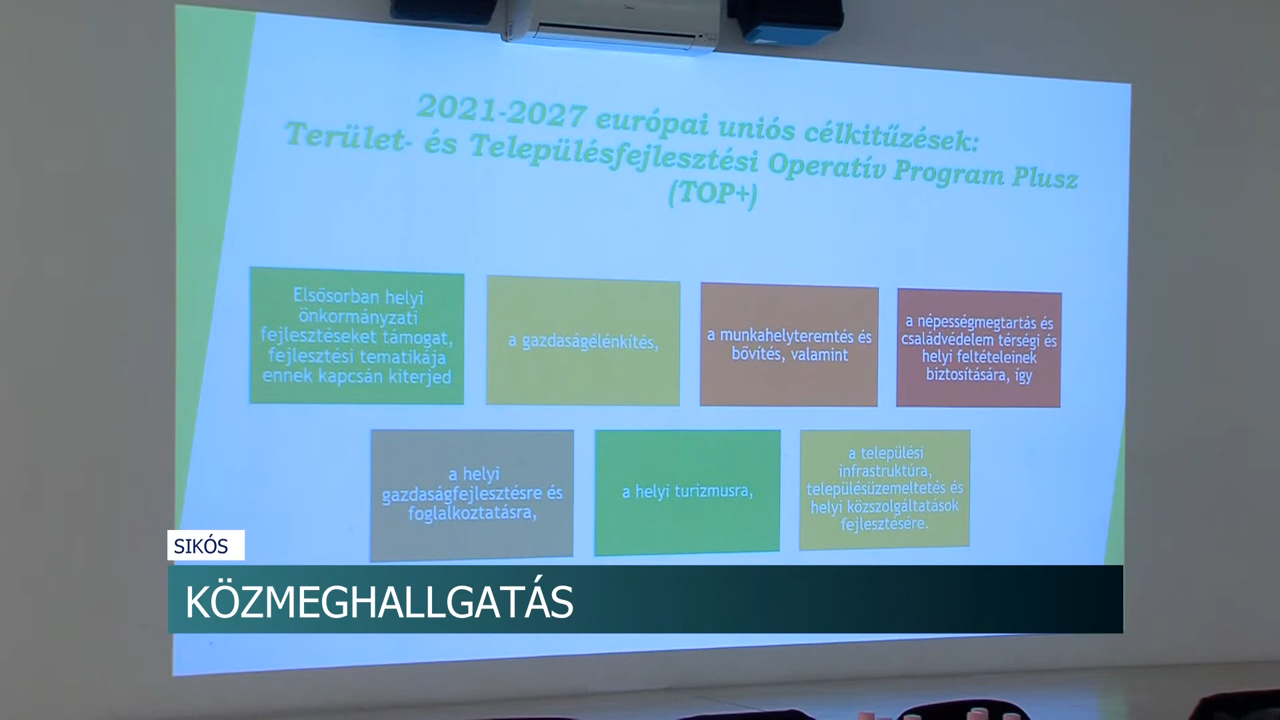 2021-2027 európai uniós célkitűzések:
Terület- és Településfejlesztési Operatív Program Plusz
(TOP+)
Elsősorban helyi
önkormányzati
fejlesztéseket támogat,
fejlesztési tematikája
ennek kapcsán kiterjed
a gazdaságélénkítés,
a munkahelyteremtés és
bővítés, valamint
a népességmegtartás és
családvédelem térségi és
helyi feltételeinek
biztosítására, így
a helyi
gazdaságfejlesztésre és
foglalkoztatásra,
a helyi turizmusra,
a települési
infrastruktúra,
településüzemeltetés és
helyi közszolgáltatások
fejlesztésére.
SIKÓS
KÖZMEGHALLGATÁS